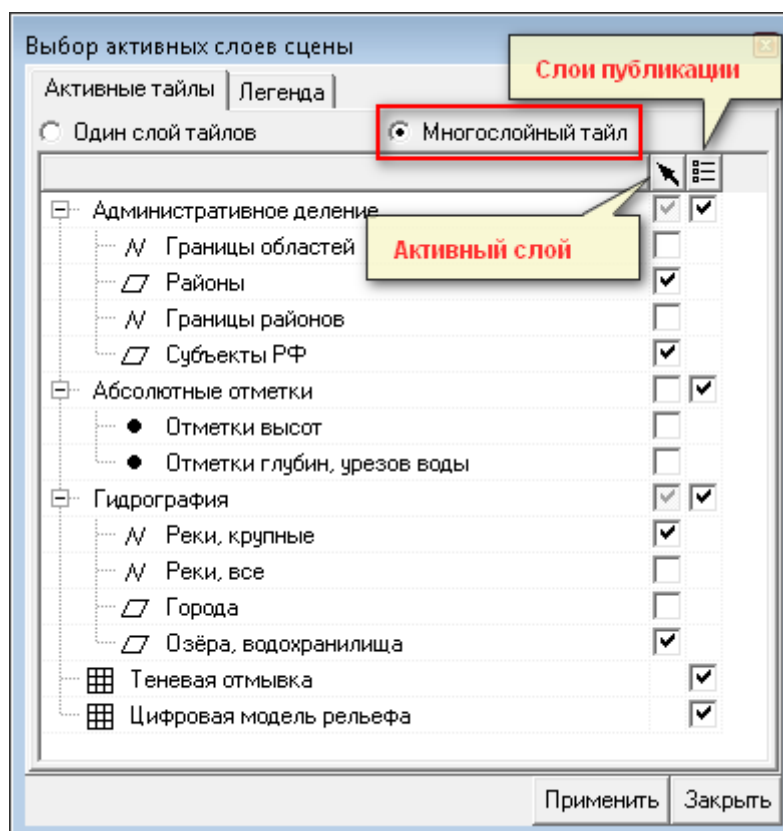 Выбор активных слоев сцены
Слои публикации
Активные тайлы
Легенда
Один слой тайлов
Многослойный тайл
Административное деление
Активный слой
Границы областей
Районы
Границы районов
Субъекты РФ
Абсолютные отметки
Отметки высот
Отметки глубин, урезов воды
Гидрография
Реки, крупные
Реки, все
Города
Озёра, водохранилища
Теневая отмывка
Цифровая модель рельефа
Применить
Закрыть